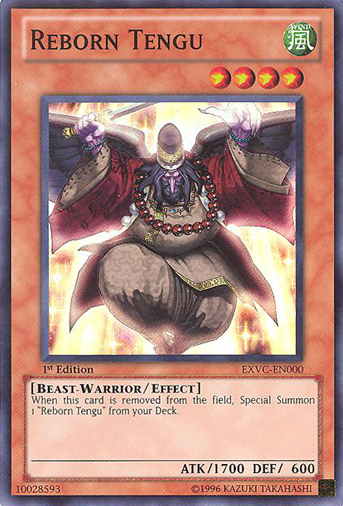 REBORN TENGU
WIND
風
1st Edition
EXVC-EN000
[BEAST-WARRIOR/EFFECT]
When this card is removed from the field, Special Summon
1 "Reborn Tengu" from your Deck.
ATK/1700 DEF/ 600
10028593
©1996 KAZUKI TAKAHASHI